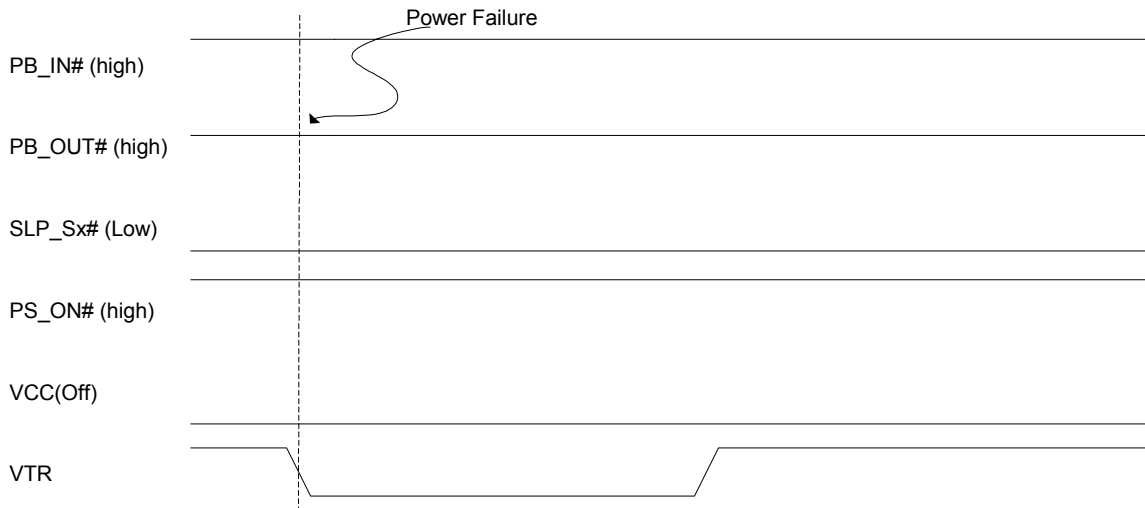 Power Failure
PB_IN# (high)
PB_OUT# (high)
SLP_Sx# (Low)
PS_ON# (high)
VCC(Off)
VTR